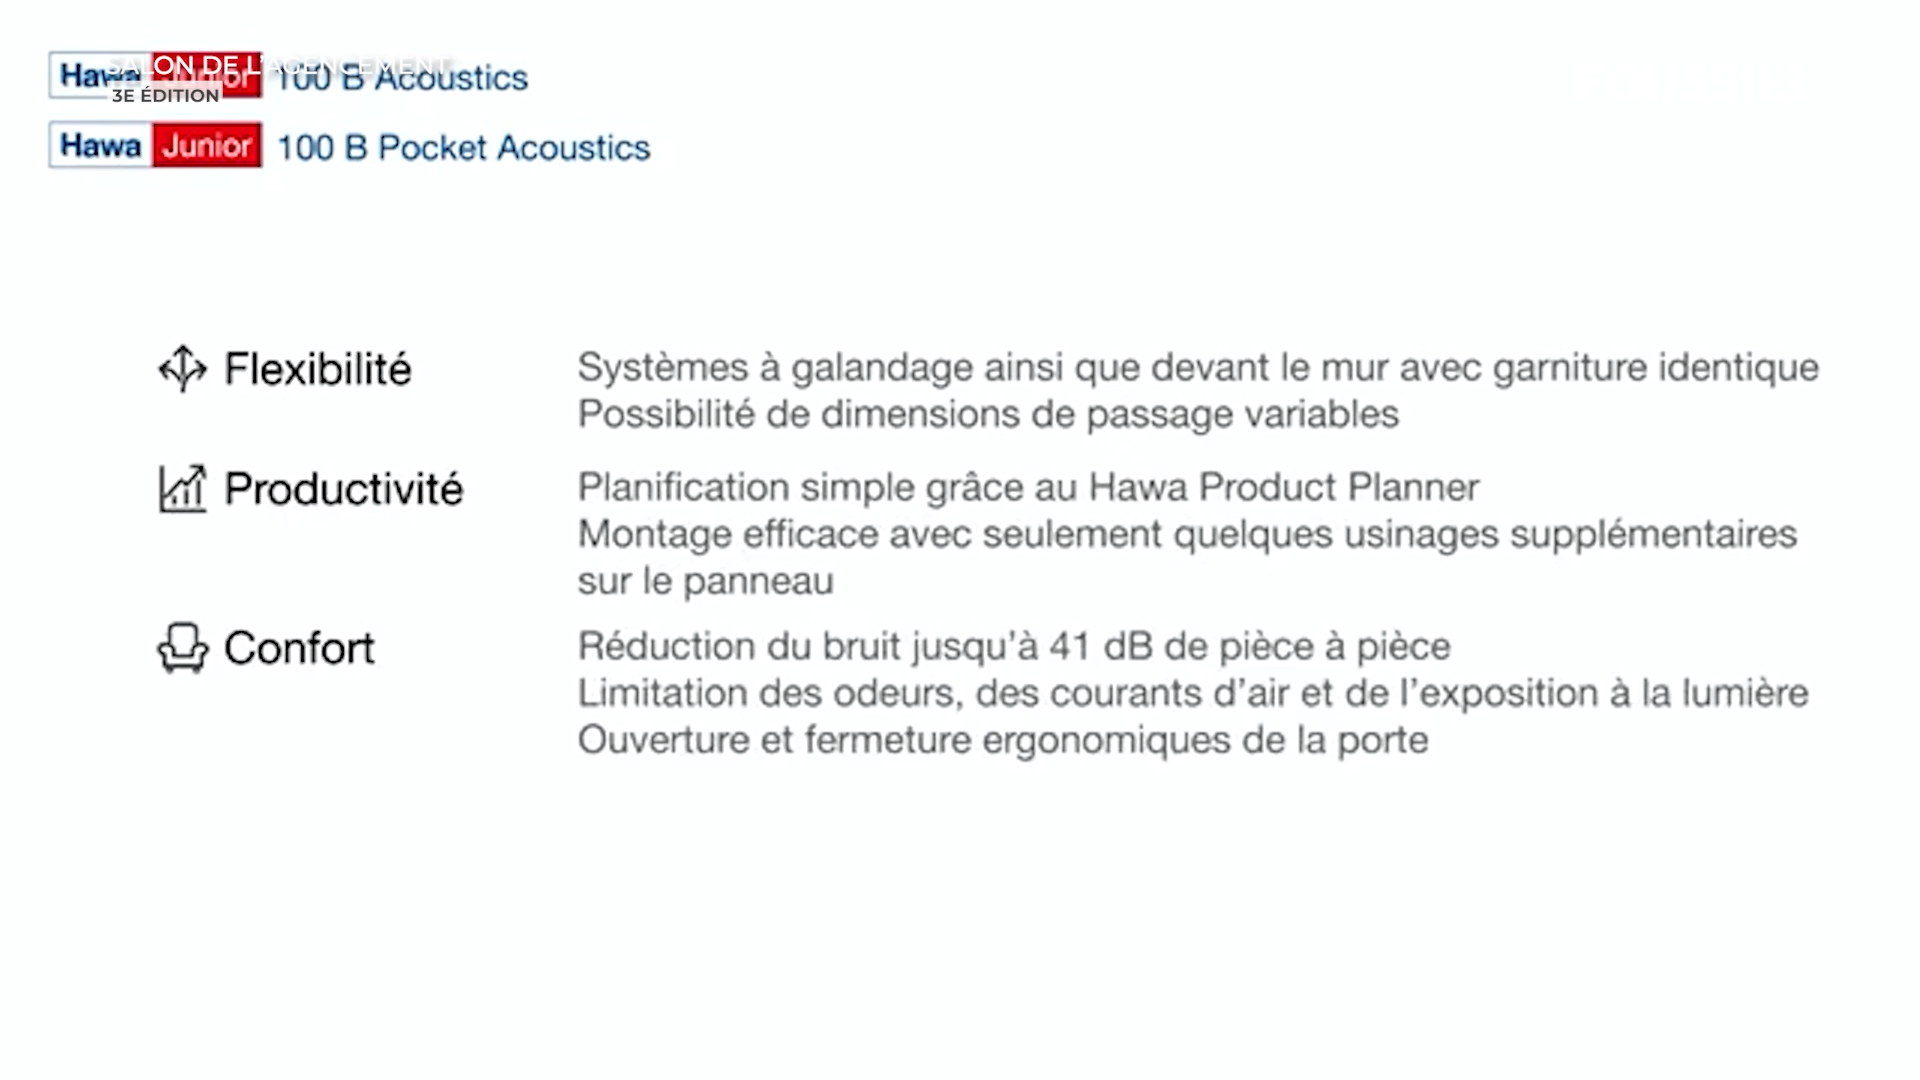 SALON DE L'AGENCEMENT
3E ÉDITION
Hawa Junior 100 B Acoustics
Hawa Junior 100 B Pocket Acoustics
Flexibilité
Systèmes à galandage ainsi que devant le mur avec garniture identique
Possibilité de dimensions de passage variables
Productivité
Planification simple grâce au Hawa Product Planner
Montage efficace avec seulement quelques usinages supplémentaires
sur le panneau
Confort
Réduction du bruit jusqu'à 41 dB de pièce à pièce
Limitation des odeurs, des courants d'air et de l'exposition à la lumière
Ouverture et fermeture ergonomiques de la porte